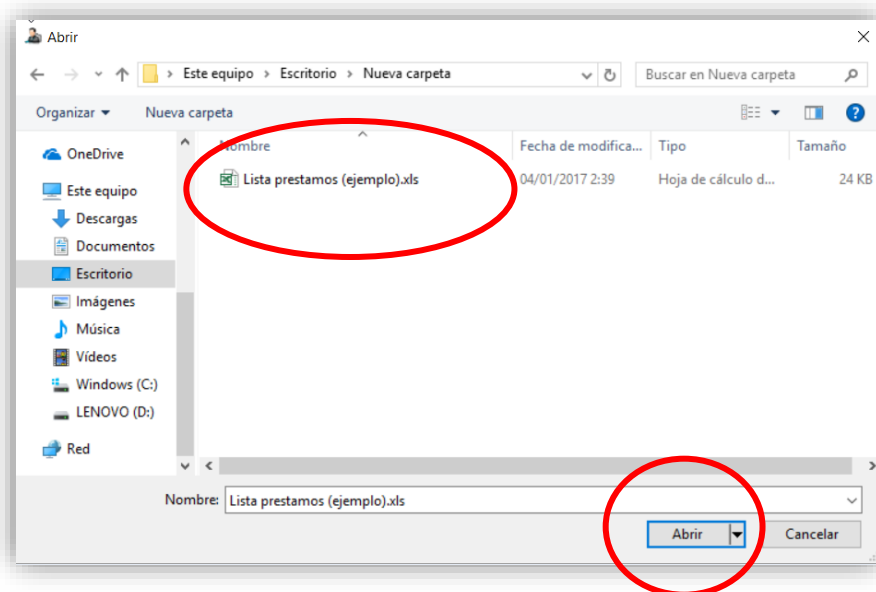 Abrir
Este equipo > Escritorio > Nueva carpeta
Buscar en Nueva carpeta
Organizar
Nueva carpeta
Nombre
Fecha de modifica...
Tipo
Tamaño
Lista prestamos (ejemplo).xls
04/01/2017 2:39
Hoja de cálculo d...
24 KB
OneDrive
Este equipo
Descargas
Documentos
Escritorio
Imágenes
Música
Vídeos
Windows (C:)
LENOVO (D:)
Red
Nombre: Lista prestamos (ejemplo).xls
Abrir
Cancelar